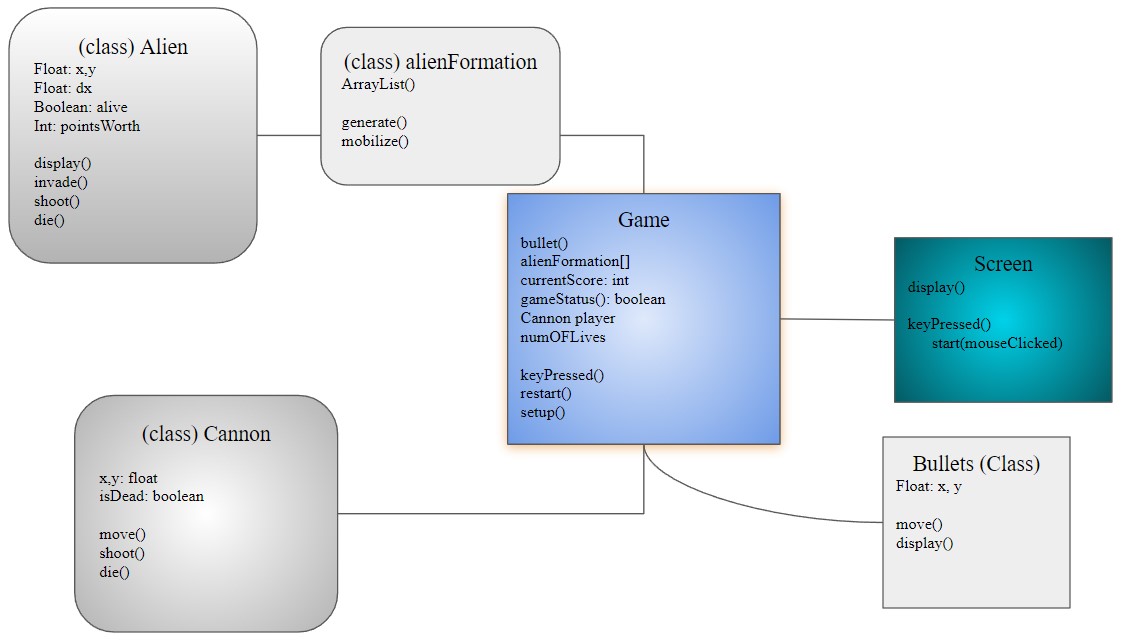 (class) Alien
Float: x,y
Float: dx
Boolean: alive
Int: pointsWorth
display()
invade()
shoot()
die()
(class) alienFormation
ArrayList()
generate()
mobilize()
Game
bullet()
alienFormation[]
currentScore: int
gameStatus(): boolean
Cannon player
numOFLives
keyPressed()
restart()
setup()
Screen
display()
keyPressed()
start(mouseClicked)
(class) Cannon
x,y: float
isDead: boolean
move()
shoot()
die()
Bullets (Class)
Float: x, y
move()
display()